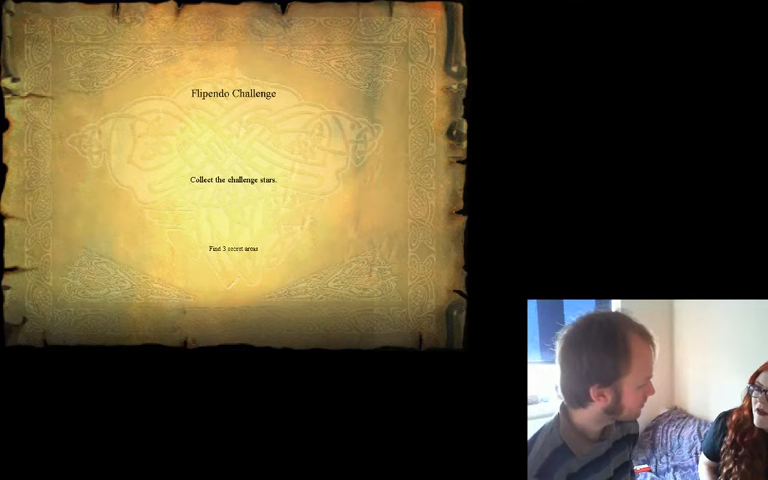 Flipendo Challenge
Collect the challenge stars.
Find 3 secret areas